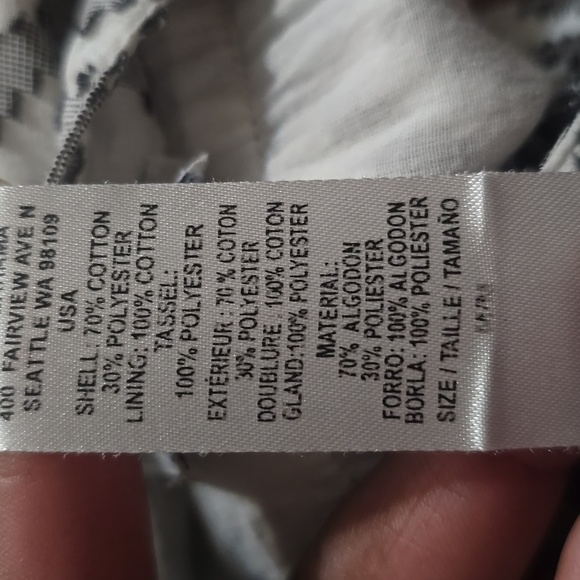 400 FAIRVIEW AVE N
SEATTLE WA 98109
USA
SHELL: 70% COTTON
30% POLYESTER
LINING: 100% COTTON
TASSEL:
100% POLYESTER
EXTÉRIEUR: 70 % COTON
30% POLYESTER
DOUBLURE: 100% COTON
GLAND:100% POLYESTER
MATERIAL:
70% ALGODON
30% POLIESTER
FORRO: 100% ALGODON
BORLA: 100% POLIESTER
SIZE / TAILLE / TAMAÑO